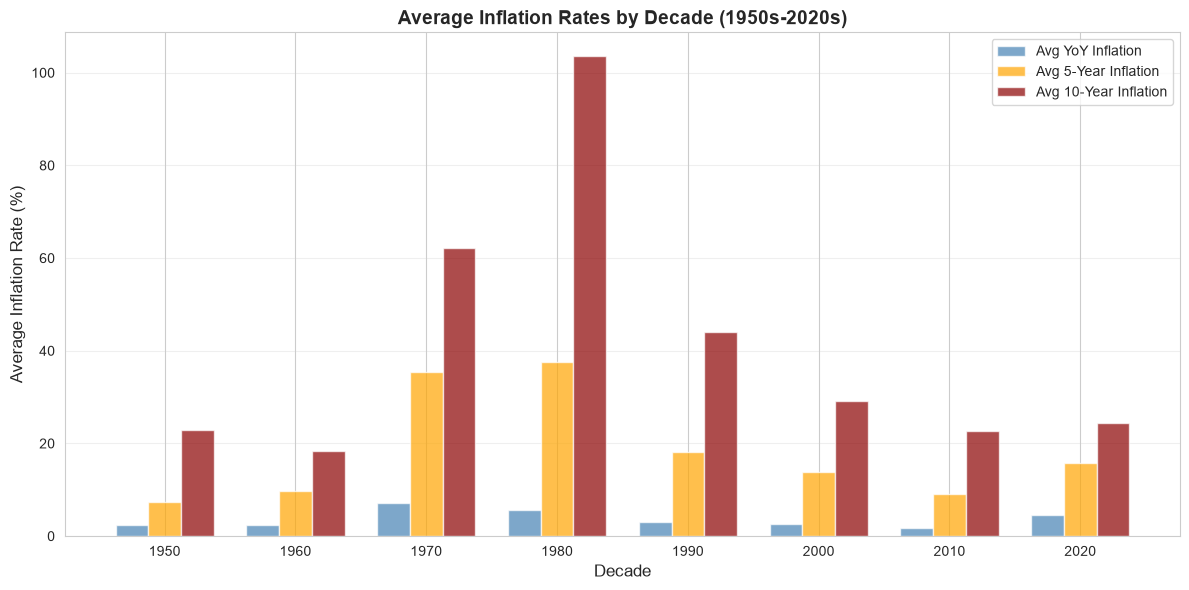 Average Inflation Rates by Decade (1950s-2020s)
Avg YoY Inflation
Avg 5-Year Inflation
Avg 10-Year Inflation
Average Inflation Rate (%)
100
80
60
40
20
0
1950 1960 1970 1980 1990 2000 2010 2020
Decade